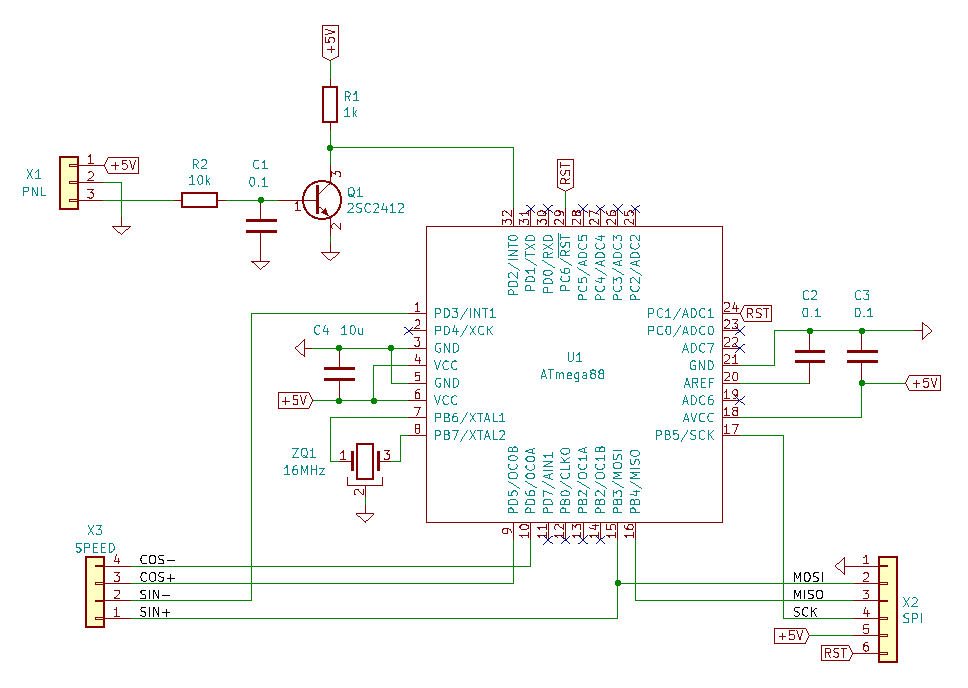 +5V
R1
1k
X1
PNL
1
+5V
2
3
R2
10k
C1
0.1
3
1
Q1
2SC2412
2
RST
32
31
30
29
28
27
26
25
PD2/INT0
PD1/TXD
PD0/RXD
PC6/RST
PC5/ADC5
PC4/ADC4
PC3/ADC3
PC2/ADC2
1
PD3/INT1
2
PD4/XCK
3
GND
4
VCC
5
GND
6
VCC
7
PB6/XTAL1
8
PB7/XTAL2
C4 10u
+5V
U1
ATmega88
PC1/ADC1
24
RST
PC0/ADC0
23
ADC7
22
GND
21
AREF
20
ADC6
19
AVCC
18
PB5/SCK
17
C2
0.1
C3
0.1
+5V
ZQ1
16MHz
1
3
2
PD5/OC0B
PD6/OC0A
PD7/AIN1
PB0/CLKO
PB2/OC1A
PB2/OC1B
PB3/MOSI
PB4/MISO
9
10
11
12
13
14
15
16
X3
SPEED
4
COS-
3
COS+
2
SIN-
1
SIN+
1
MOSI
2
MISO
3
SCK
4
+5V
5
RST
6
X2
SPI